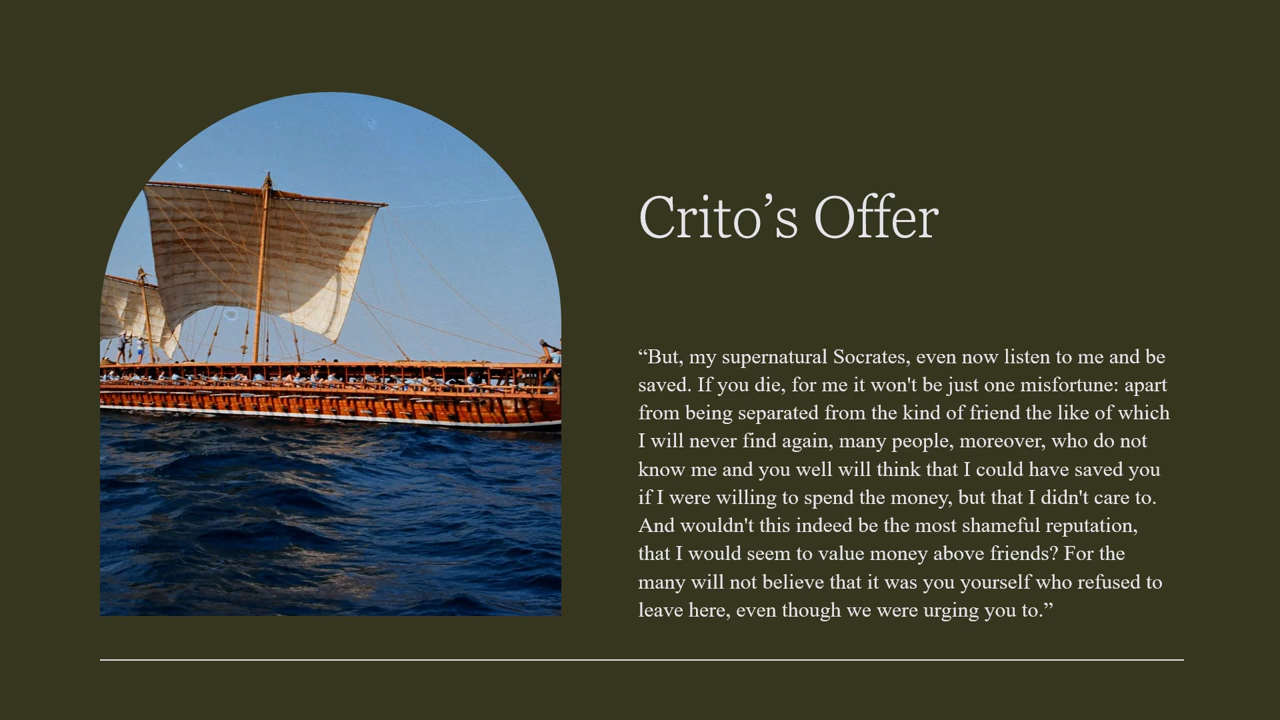 Crito’s Offer
“But, my supernatural Socrates, even now listen to me and be
saved. If you die, for me it won't be just one misfortune: apart
from being separated from the kind of friend the like of which
I will never find again, many people, moreover, who do not
know me and you well will think that I could have saved you
if I were willing to spend the money, but that I didn't care to.
And wouldn't this indeed be the most shameful reputation,
that I would seem to value money above friends? For the
many will not believe that it was you yourself who refused to
leave here, even though we were urging you to.”